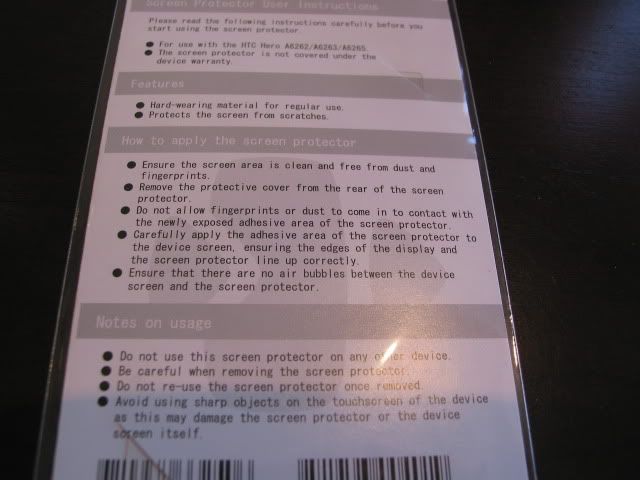 Screen Protector User Instructions
Please read the following instructions carefully before you
start using the screen protector.
● For use with the HTC Hero A6262/A6263/A6265.
● The screen protector is not covered under the
device warranty.
Features
● Hard-wearing material for regular use.
● Protects the screen from scratches.
How to apply the screen protector
● Ensure the screen area is clean and free from dust and
fingerprints.
● Remove the protective cover from the rear of the screen
protector.
● Do not allow fingerprints or dust to come in to contact with
the newly exposed adhesive area of the screen protector.
● Carefully apply the adhesive area of the screen protector to
the device screen, ensuring the edges of the display and
the screen protector line up correctly.
● Ensure that there are no air bubbles between the device
screen and the screen protector.
Notes on usage
● Do not use this screen protector on any other device.
● Be careful when removing the screen protector.
● Do not re-use the screen protector once removed.
● Avoid using sharp objects on the touchscreen of the device
as this may damage the screen protector or the device
screen itself.